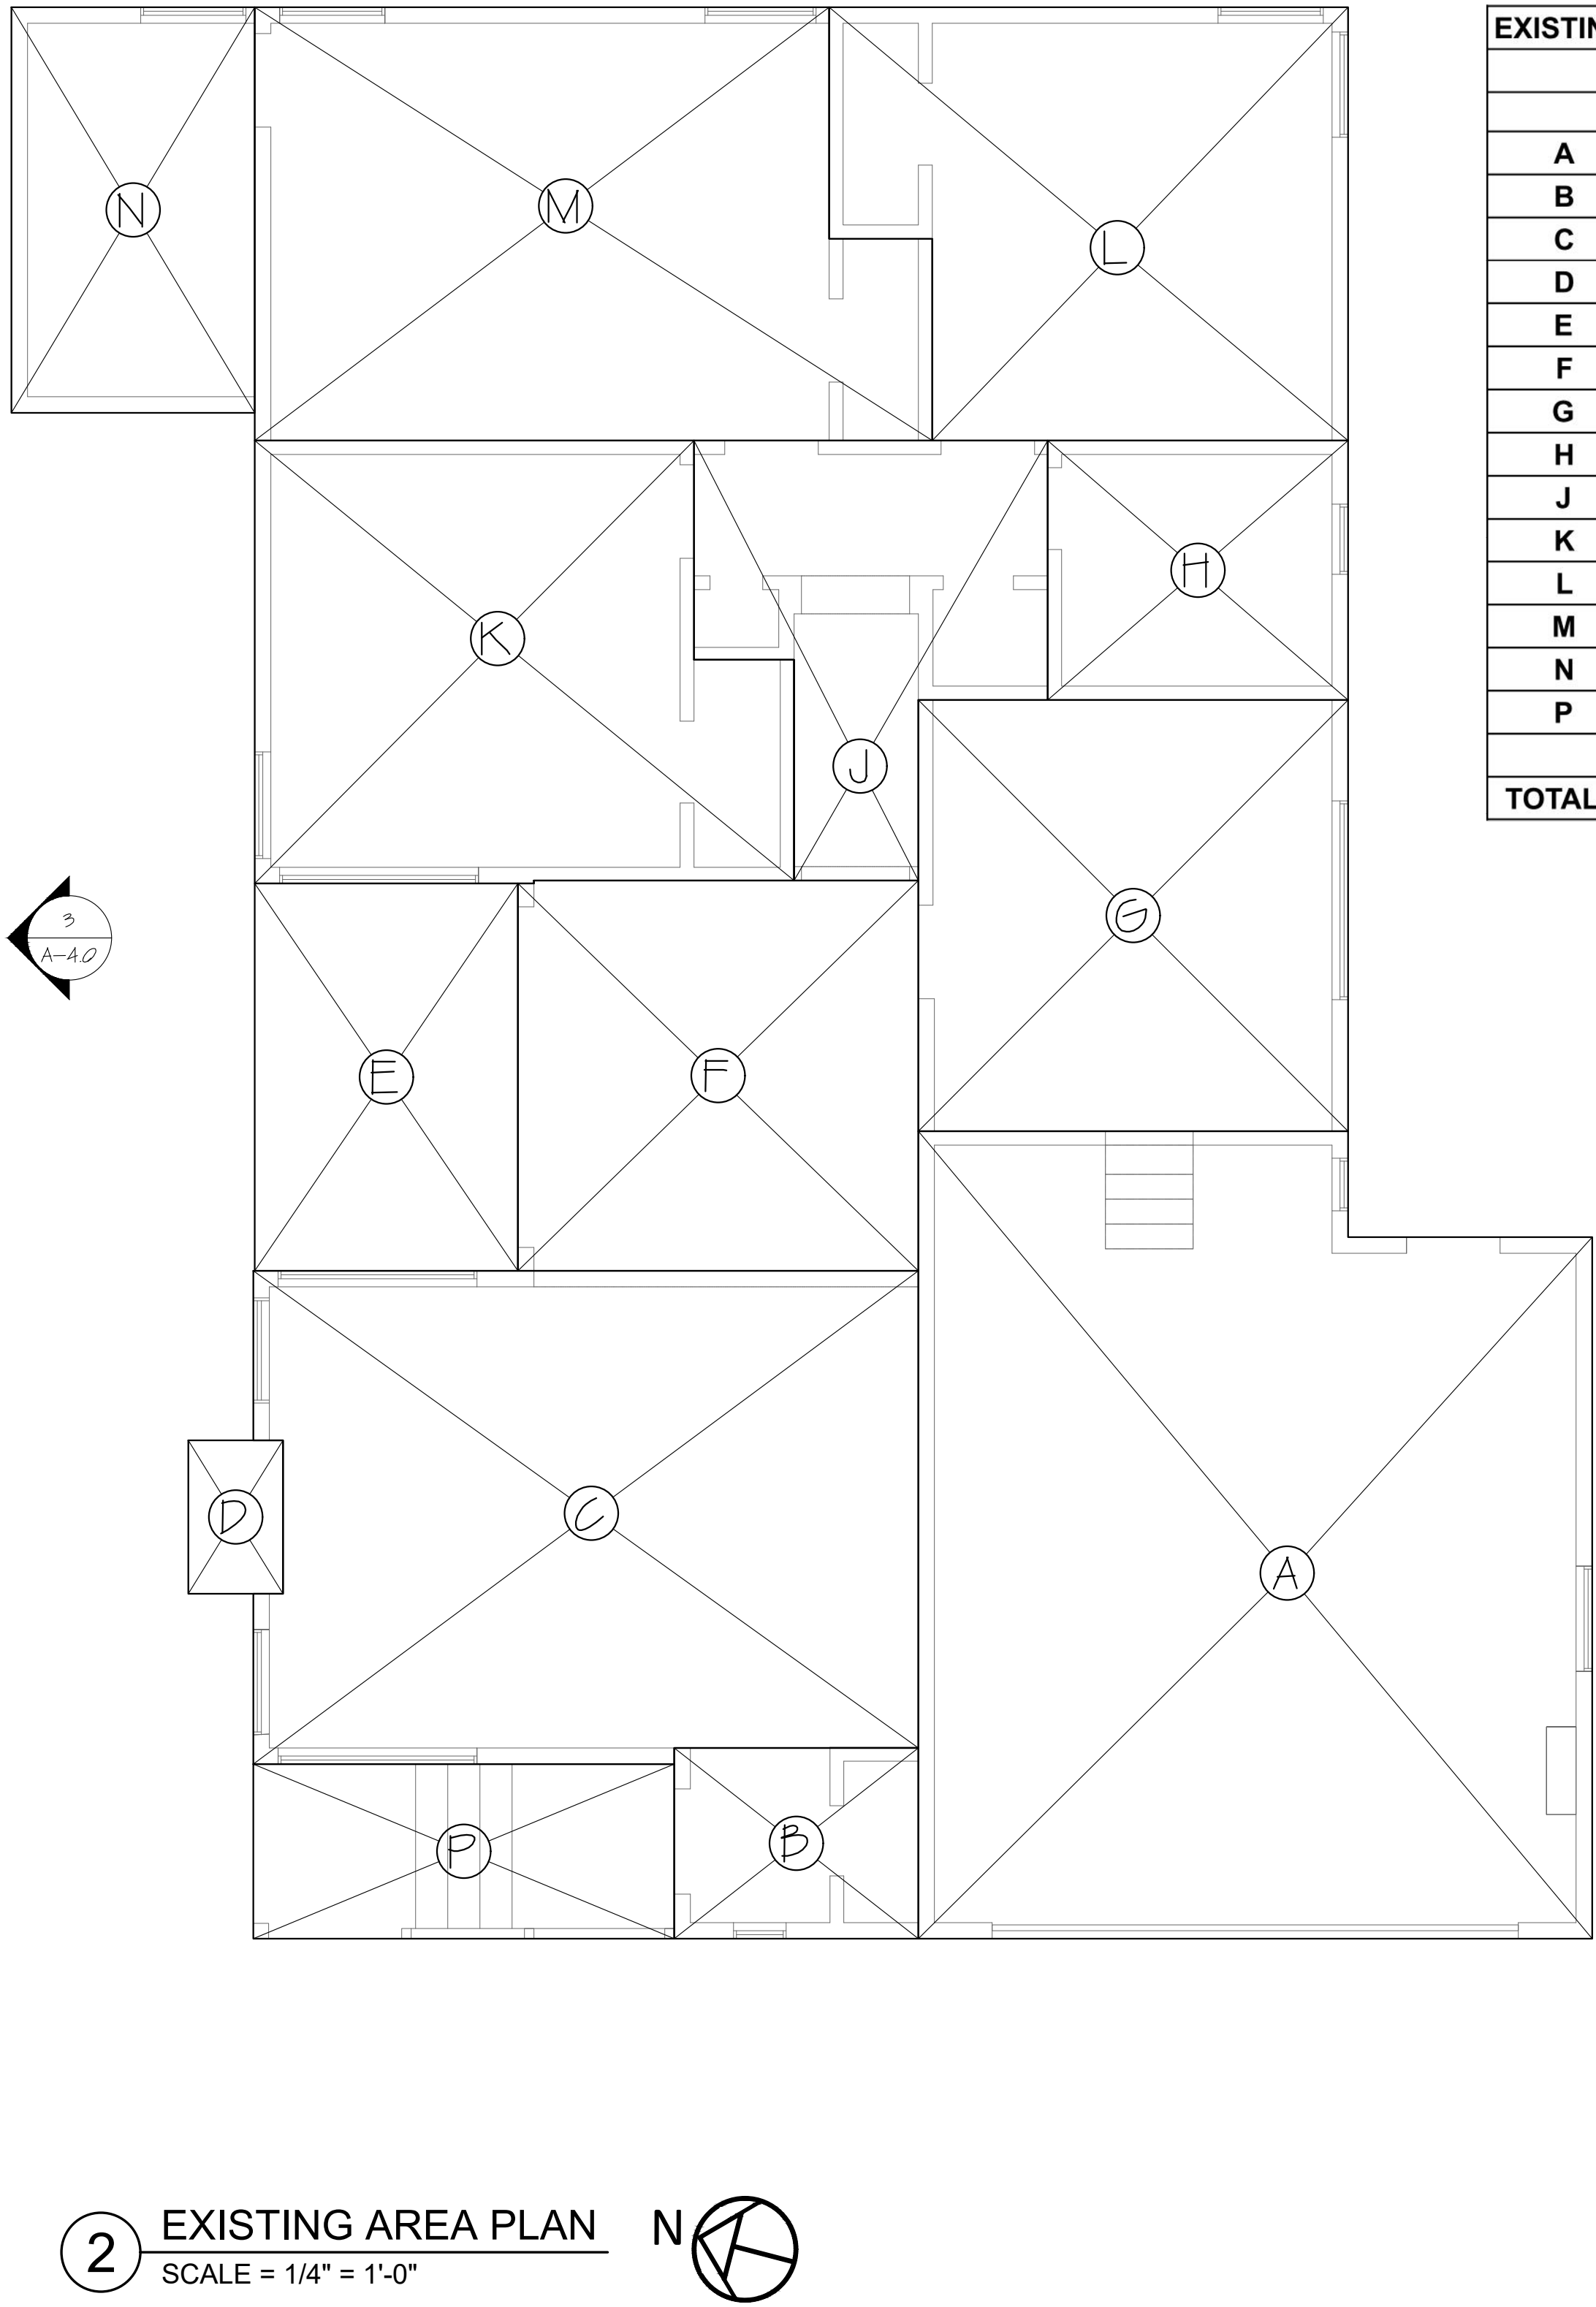 EXISTIN
N
M
L
A
B
C
D
E
F
G
H
J
K
L
M
N
P
TOTAL
H
K
J
G
3
A-4.0
E
F
C
D
A
P
B
2
EXISTING AREA PLAN
N
SCALE = 1/4" = 1'-0"